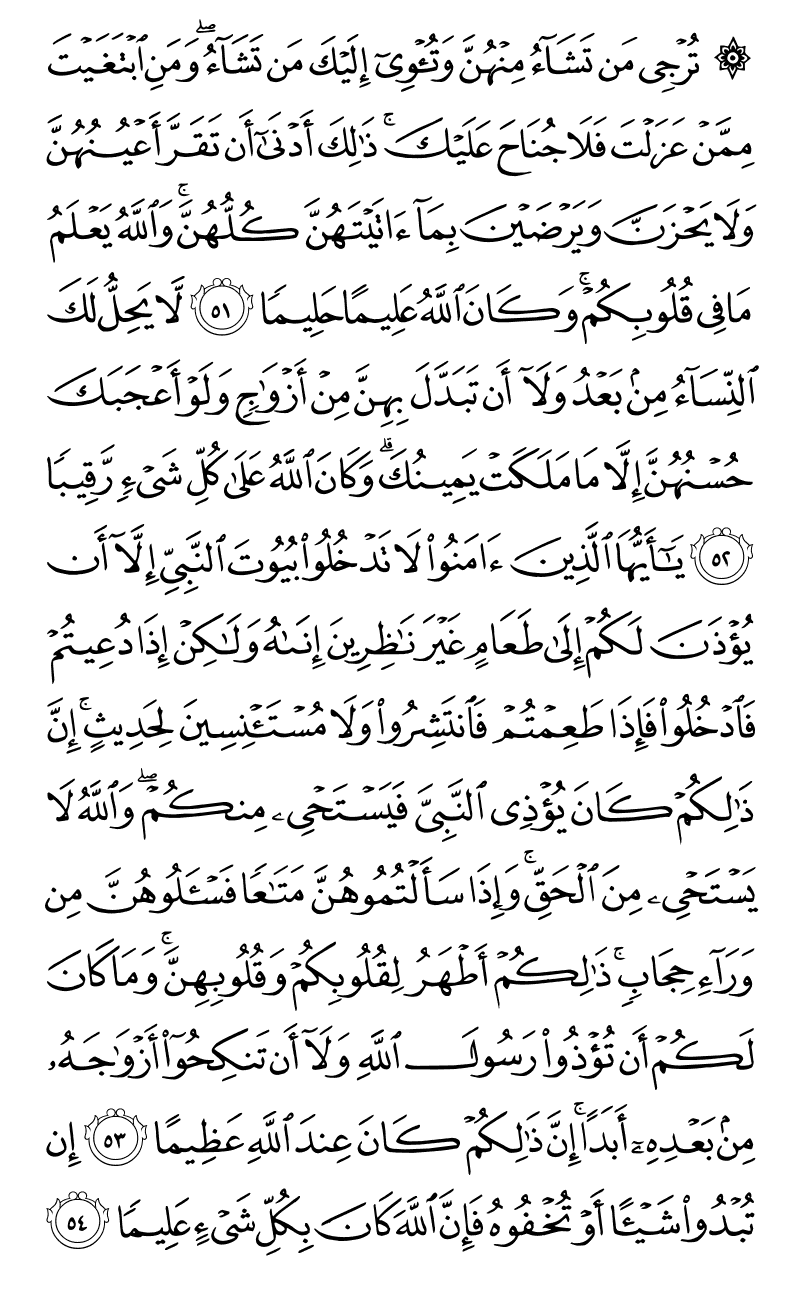 ۞ تُرْجِي مَن تَشَآءُ مِنْهُنَّ وَتُـْٔوِيٓ إِلَيْكَ مَن تَشَآءُۖ وَمَنِ ٱبْتَغَيْتَ
مِمَّنْ عَزَلْتَ فَلَا جُنَاحَ عَلَيْكَۚ ذَٰلِكَ أَدْنَىٰٓ أَن تَقَرَّ أَعْيُنُهُنَّ
وَلَا يَحْزَنَّ وَيَرْضَيْنَ بِمَآ ءَاتَيْتَهُنَّ كُلُّهُنَّۚ وَٱللَّهُ يَعْلَمُ
مَا فِي قُلُوبِكُمْۚ وَكَانَ ٱللَّهُ عَلِيمًا حَلِيمًا ٥١ لَّا يَحِلُّ لَكَ
ٱلنِّسَآءُ مِنۢ بَعْدُ وَلَآ أَن تَبَدَّلَ بِهِنَّ مِنْ أَزْوَٰجٍ وَلَوْ أَعْجَبَكَ
حُسْنُهُنَّ إِلَّا مَا مَلَكَتْ يَمِينُكَۗ وَكَانَ ٱللَّهُ عَلَىٰ كُلِّ شَيْءٍ رَّقِيبًا
٥٢ يَـٰٓأَيُّهَا ٱلَّذِينَ ءَامَنُوا۟ لَا تَدْخُلُوا۟ بُيُوتَ ٱلنَّبِيِّ إِلَّآ أَن
يُؤْذَنَ لَكُمْ إِلَىٰ طَعَامٍ غَيْرَ نَـٰظِرِينَ إِنَىٰهُ وَلَـٰكِنْ إِذَا دُعِيتُمْ
فَٱدْخُلُوا۟ فَإِذَا طَعِمْتُمْ فَٱنتَشِرُوا۟ وَلَا مُسْتَـْٔنِسِينَ لِحَدِيثٍۚ إِنَّ
ذَٰلِكُمْ كَانَ يُؤْذِي ٱلنَّبِيَّ فَيَسْتَحْيِۦ مِنكُمْۖ وَٱللَّهُ لَا
يَسْتَحْيِۦ مِنَ ٱلْحَقِّۚ وَإِذَا سَأَلْتُمُوهُنَّ مَتَـٰعًا فَسْـَٔلُوهُنَّ مِن
وَرَآءِ حِجَابٍۚ ذَٰلِكُمْ أَطْهَرُ لِقُلُوبِكُمْ وَقُلُوبِهِنَّۚ وَمَا كَانَ
لَكُمْ أَن تُؤْذُوا۟ رَسُولَ ٱللَّهِ وَلَآ أَن تَنكِحُوٓا۟ أَزْوَٰجَهُۥ
مِنۢ بَعْدِهِۦٓ أَبَدًاۚ إِنَّ ذَٰلِكُمْ كَانَ عِندَ ٱللَّهِ عَظِيمًا ٥٣ إِن
تُبْدُوا۟ شَيْـًٔا أَوْ تُخْفُوهُ فَإِنَّ ٱللَّهَ كَانَ بِكُلِّ شَيْءٍ عَلِيمًا ٥٤